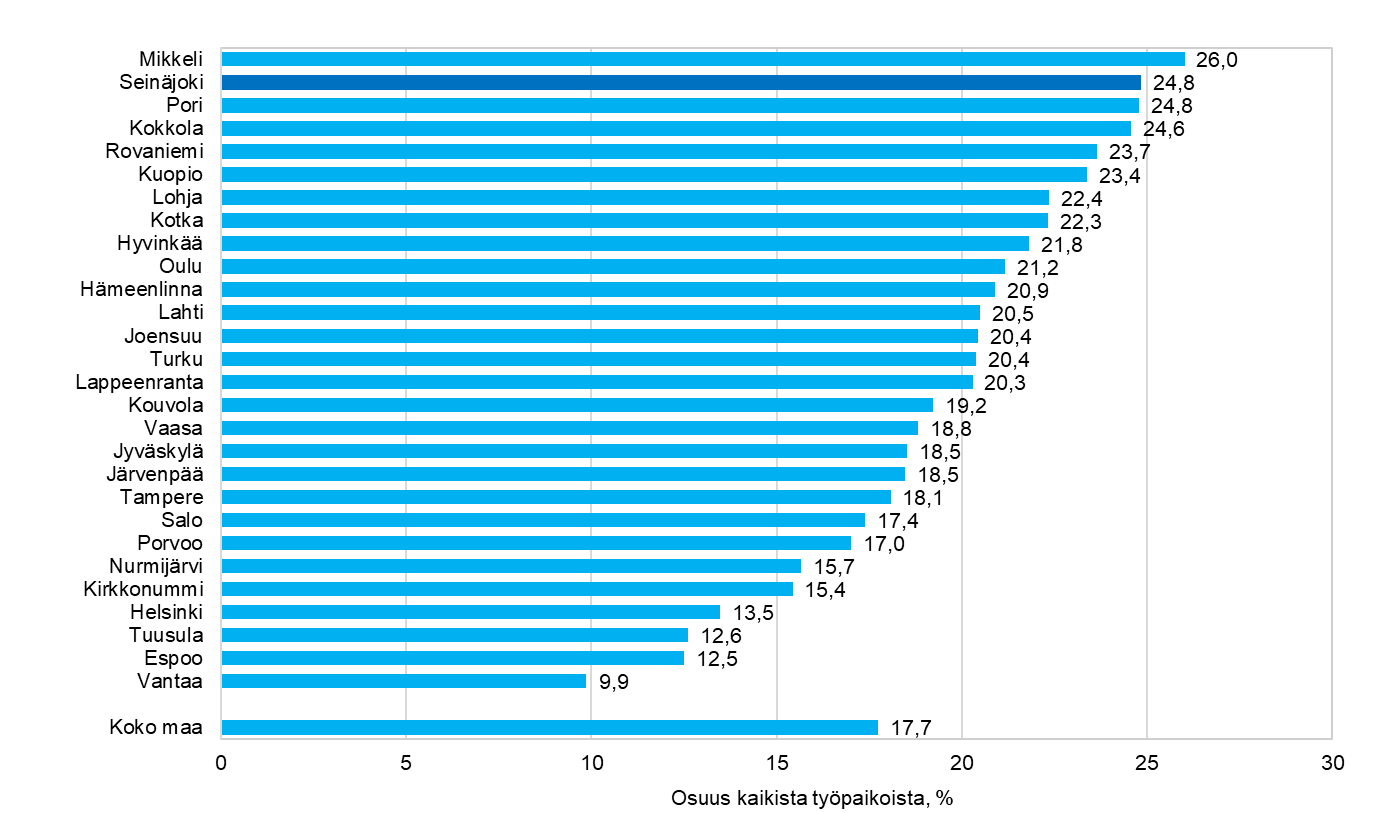 Mikkeli 26,0
Seinäjoki 24,8
Pori 24,8
Kokkola 24,6
Rovaniemi 23,7
Kuopio 23,4
Lohja 22,4
Kotka 22,3
Hyvinkää 21,8
Oulu 21,2
Hämeenlinna 20,9
Lahti 20,5
Joensuu 20,4
Turku 20,4
Lappeenranta 20,3
Kouvola 19,2
Vaasa 18,8
Jyväskylä 18,5
Järvenpää 18,5
Tampere 18,1
Salo 17,4
Porvoo 17,0
Nurmijärvi 15,7
Kirkkonummi 15,4
Helsinki 13,5
Tuusula 12,6
Espoo 12,5
Vantaa 9,9
Koko maa 17,7
0 5 10 15 20 25 30
Osuus kaikista työpaikoista, %